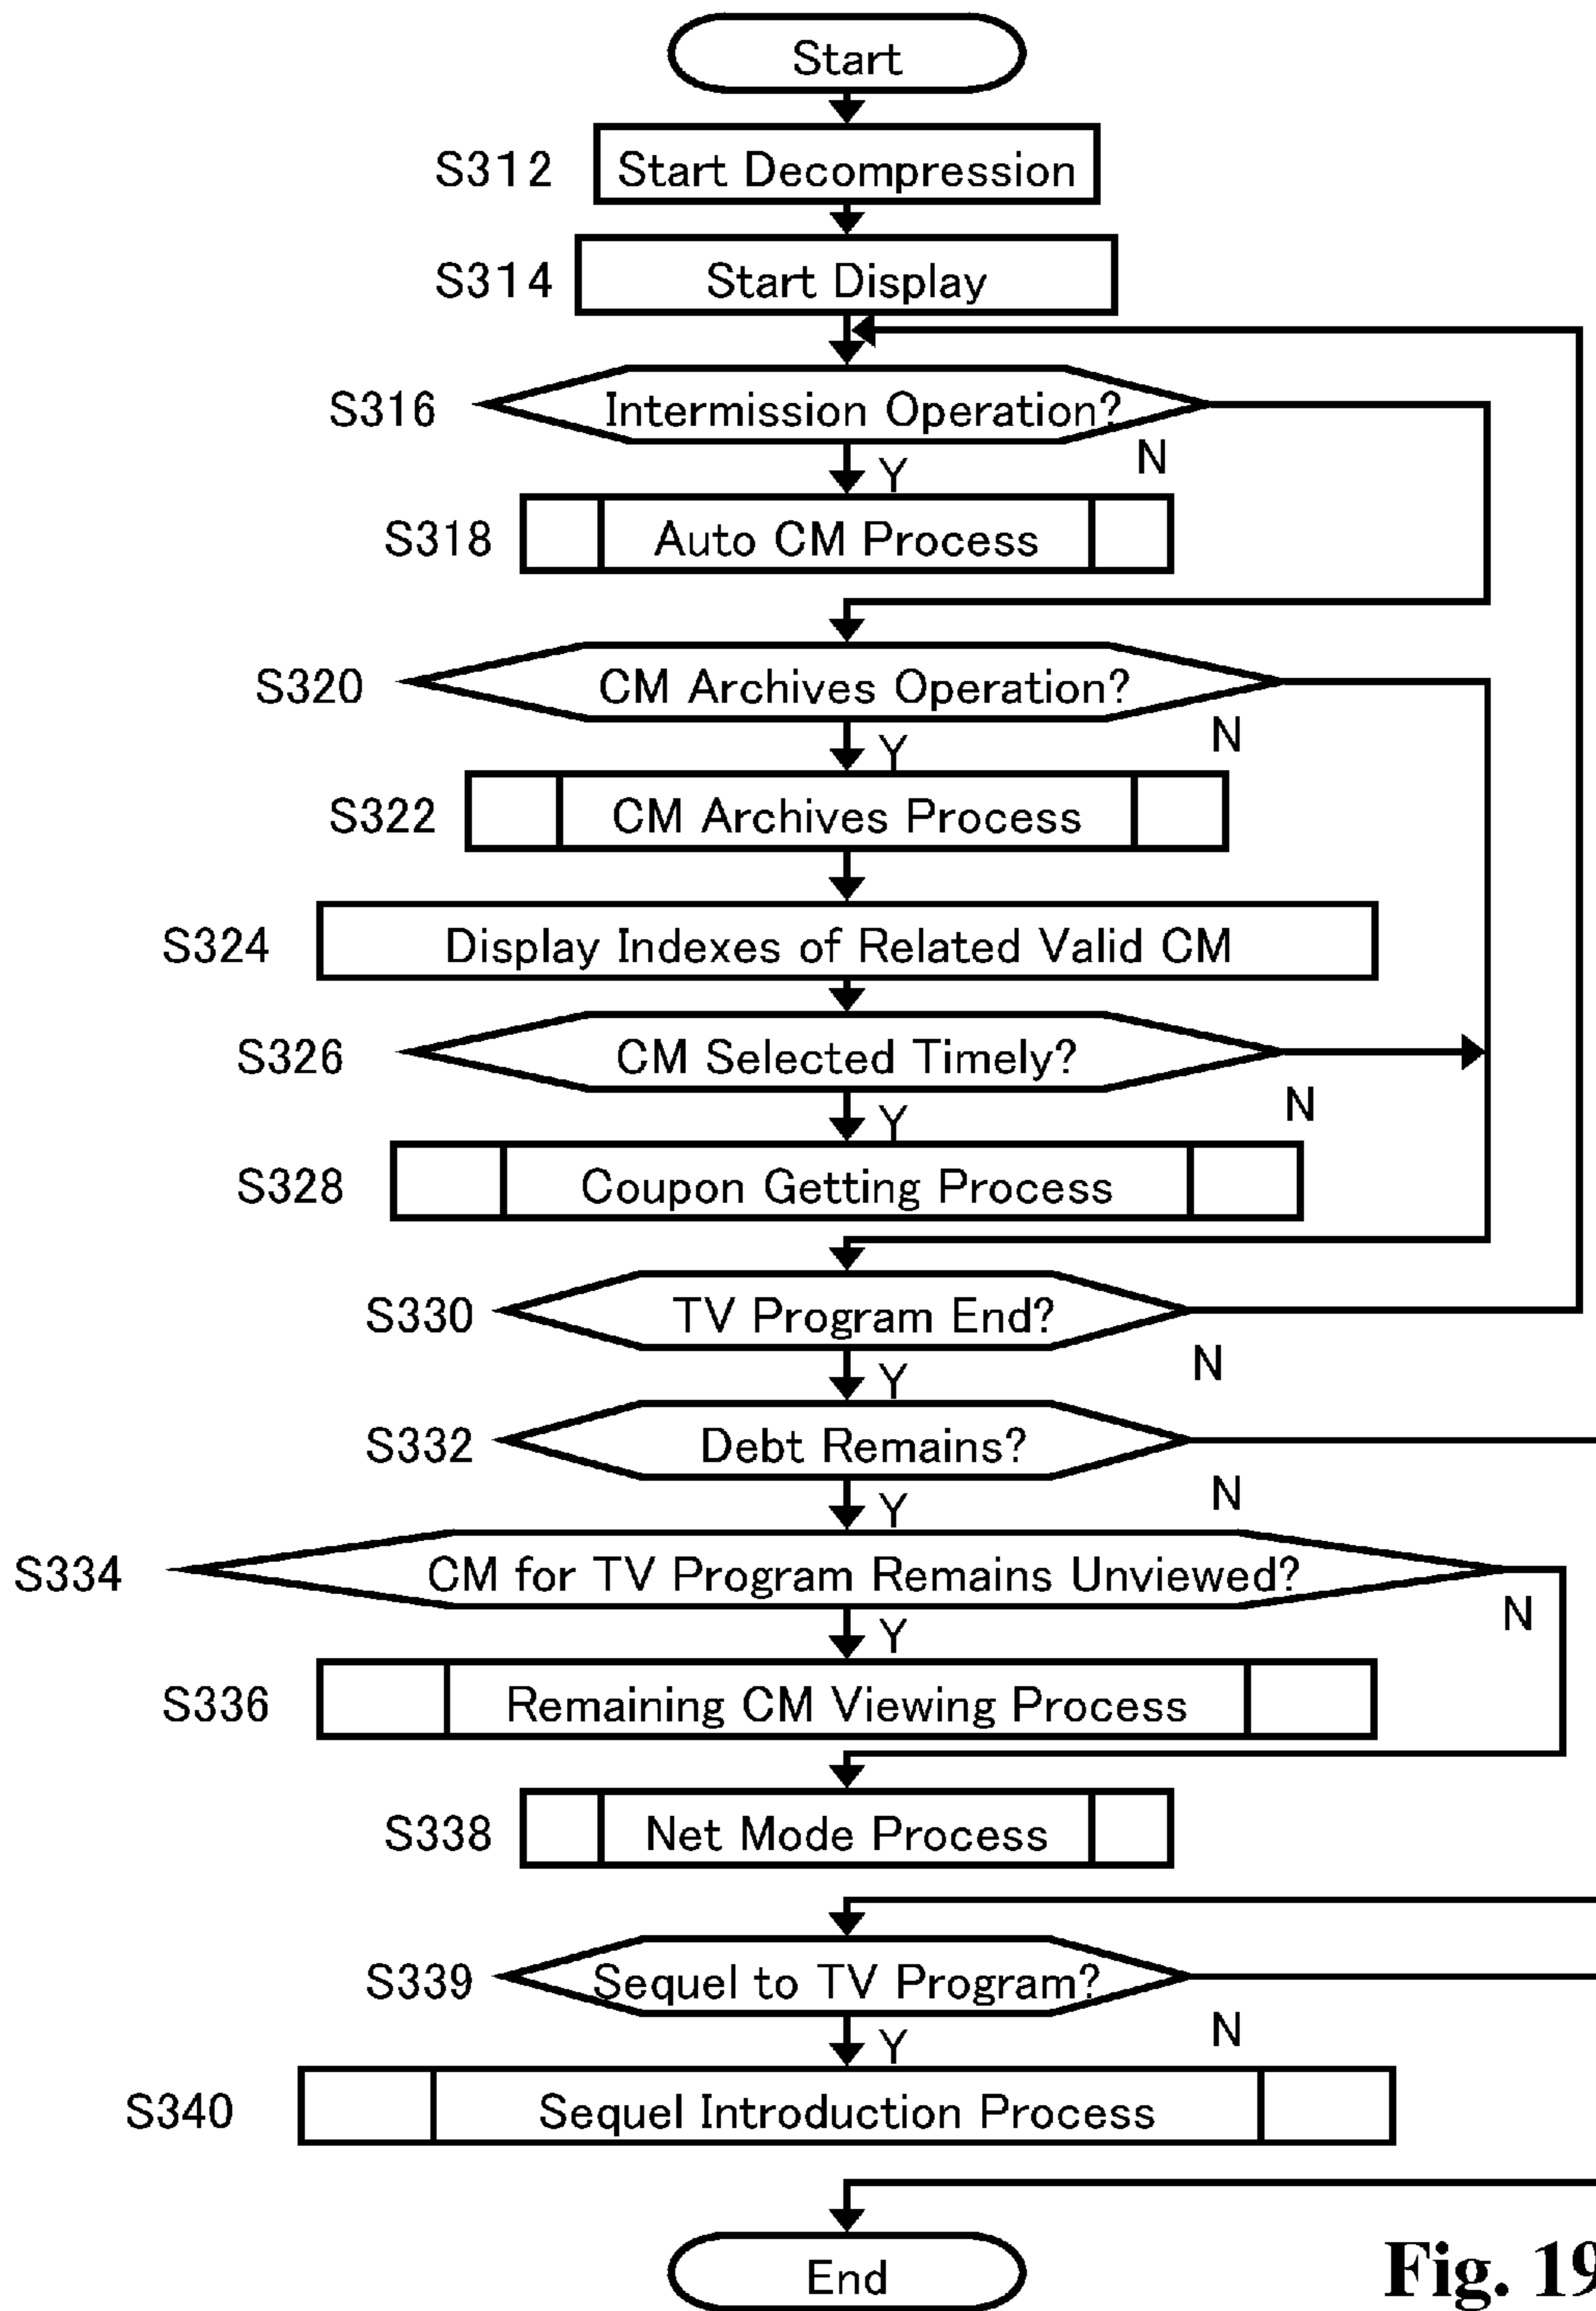 Start
S312 Start Decompression
S314 Start Display
S316 Intermission Operation?
Y N
S318 Auto CM Process
S320 CM Archives Operation?
Y N
S322 CM Archives Process
S324 Display Indexes of Related Valid CM
S326 CM Selected Timely?
Y N
S328 Coupon Getting Process
S330 TV Program End?
Y N
S332 Debt Remains?
Y N
S334 CM for TV Program Remains Unviewed?
Y N
S336 Remaining CM Viewing Process
S338 Net Mode Process
S339 Sequel to TV Program?
Y N
S340 Sequel Introduction Process
End
Fig. 19